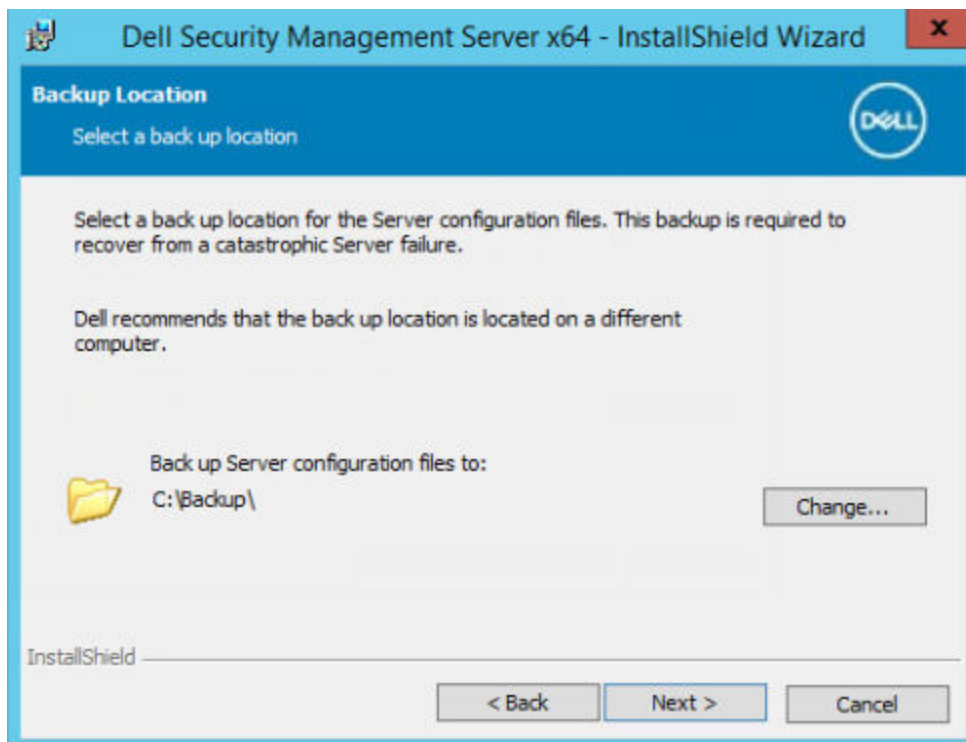 Dell Security Management Server x64 - InstallShield Wizard
x
Backup Location
Select a back up location
DELL
Select a back up location for the Server configuration files. This backup is required to
recover from a catastrophic Server failure.
Dell recommends that the back up location is located on a different
computer.
Back up Server configuration files to:
C:\Backup\
Change...
InstallShield
< Back
Next >
Cancel